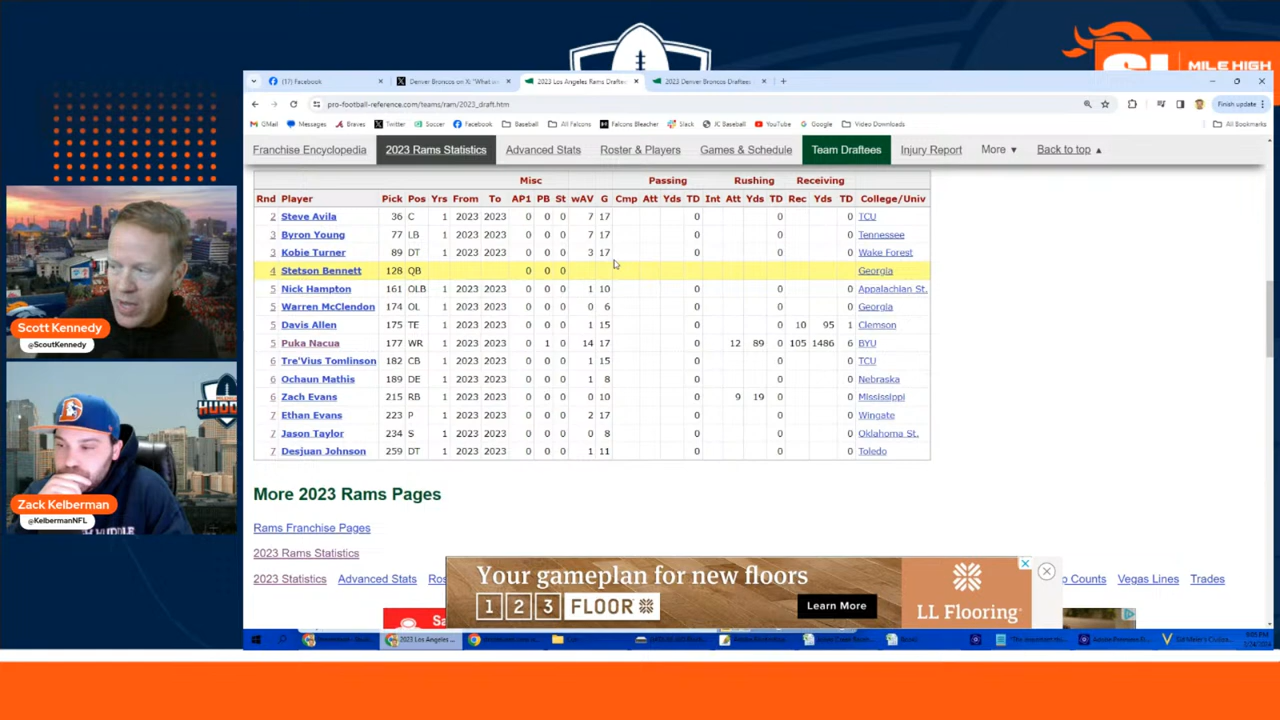 SI MILE HIGH
(17) Facebook
Denver Broncos on X: "What w
2023 Los Angeles Rams Drafte
2023 Denver Broncos Draftees
pro-football-reference.com/teams/ram/2023_draft.htm
Finish update
GMail Messages Braves Twitter Soccer Facebook Baseball All Falcons Falcons Bleacher Slack JC Baseball YouTube Google Video Downloads All Bookmarks
Franchise Encyclopedia 2023 Rams Statistics Advanced Stats Roster & Players Games & Schedule Team Draftees Injury Report More ▼ Back to top ▲
Misc Passing Rushing Receiving
Rnd Player Pick Pos Yrs From To AP1 PB St wAV G Cmp Att Yds TD Int Att Yds TD Rec Yds TD College/Univ
2 Steve Avila 36 C 1 2023 2023 0 0 0 7 17 0 0 0 TCU
3 Byron Young 77 LB 1 2023 2023 0 0 0 7 17 0 0 0 Tennessee
3 Kobie Turner 89 DT 1 2023 2023 0 0 0 3 17 0 0 0 Wake Forest
4 Stetson Bennett 128 QB 0 0 0 Georgia
5 Nick Hampton 161 OLB 1 2023 2023 0 0 0 1 10 0 0 0 Appalachian St.
5 Warren McClendon 174 OL 1 2023 2023 0 0 0 0 6 0 0 0 Georgia
5 Davis Allen 175 TE 1 2023 2023 0 0 0 1 15 0 0 10 95 1 Clemson
5 Puka Nacua 177 WR 1 2023 2023 0 1 0 14 17 0 12 89 0 105 1486 6 BYU
6 Tre'Vius Tomlinson 182 CB 1 2023 2023 0 0 0 1 15 0 0 0 TCU
6 Ochaun Mathis 189 DE 1 2023 2023 0 0 0 1 8 0 0 0 Nebraska
6 Zach Evans 215 RB 1 2023 2023 0 0 0 0 10 0 9 19 0 0 Mississippi
7 Ethan Evans 223 P 1 2023 2023 0 0 0 2 17 0 0 0 Wingate
7 Jason Taylor 234 S 1 2023 2023 0 0 0 0 8 0 0 0 Oklahoma St.
7 Desjuan Johnson 259 DT 1 2023 2023 0 0 0 1 11 0 0 0 Toledo
More 2023 Rams Pages
Rams Franchise Pages
2023 Rams Statistics
2023 Statistics Advanced Stats Ros
p Counts Vegas Lines Trades
Your gameplan for new floors
1 2 3 FLOOR
Learn More
LL Flooring
Scott Kennedy
@ScoutKennedy
Zack Kelberman
@KelbermanNFL
2023 Los Angeles